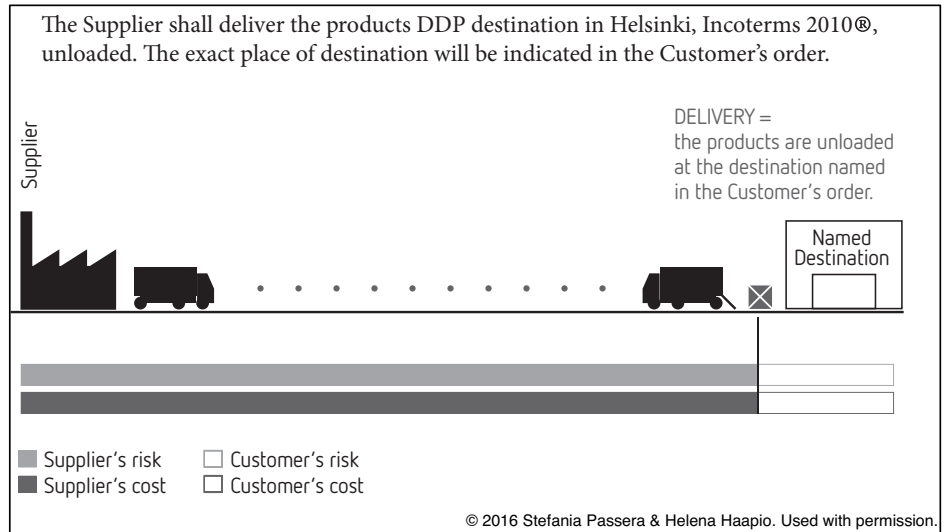 The Supplier shall deliver the products DDP destination in Helsinki, Incoterms 2010®,
unloaded. The exact place of destination will be indicated in the Customer’s order.
Supplier
DELIVERY =
the products are unloaded
at the destination named
in the Customer’s order.
Named
Destination
Supplier’s risk
Customer’s risk
Supplier’s cost
Customer’s cost
© 2016 Stefania Passera & Helena Haapio. Used with permission.